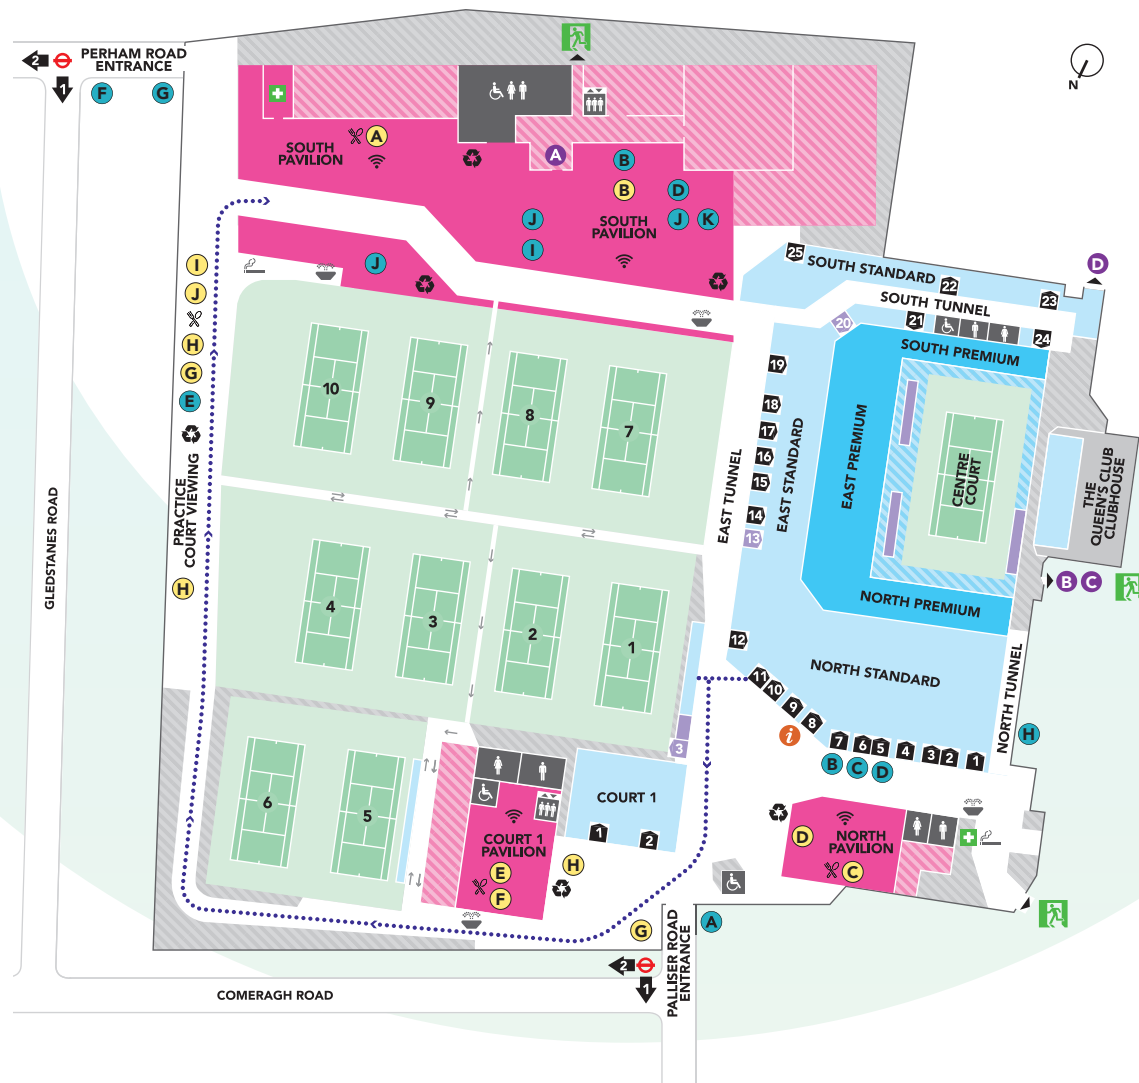 PERHAM ROAD
ENTRANCE
2
1
F
G
N
SOUTH
PAVILION
A
A
B
B
D
J
J
K
I
SOUTH
PAVILION
J
D
25
SOUTH STANDARD
22
23
SOUTH TUNNEL
20
21
24
SOUTH PREMIUM
I
J
H
G
E
PRACTICE
COURT VIEWING
H
GLEDSTANES ROAD
10
9
8
7
19
18
17
16
15
14
13
12
EAST TUNNEL
EAST STANDARD
EAST PREMIUM
CENTRE
COURT
THE
QUEEN'S CLUB
CLUBHOUSE
B
C
NORTH PREMIUM
4
3
2
1
NORTH STANDARD
NORTH TUNNEL
H
11
10
9
8
7
6
5
4
3
2
1
i
B
C
D
3
6
5
COURT 1
1
2
COURT 1
PAVILION
E
F
H
D
NORTH
PAVILION
C
G
A
2
1
PALLISER ROAD
ENTRANCE
COMERAGH ROAD